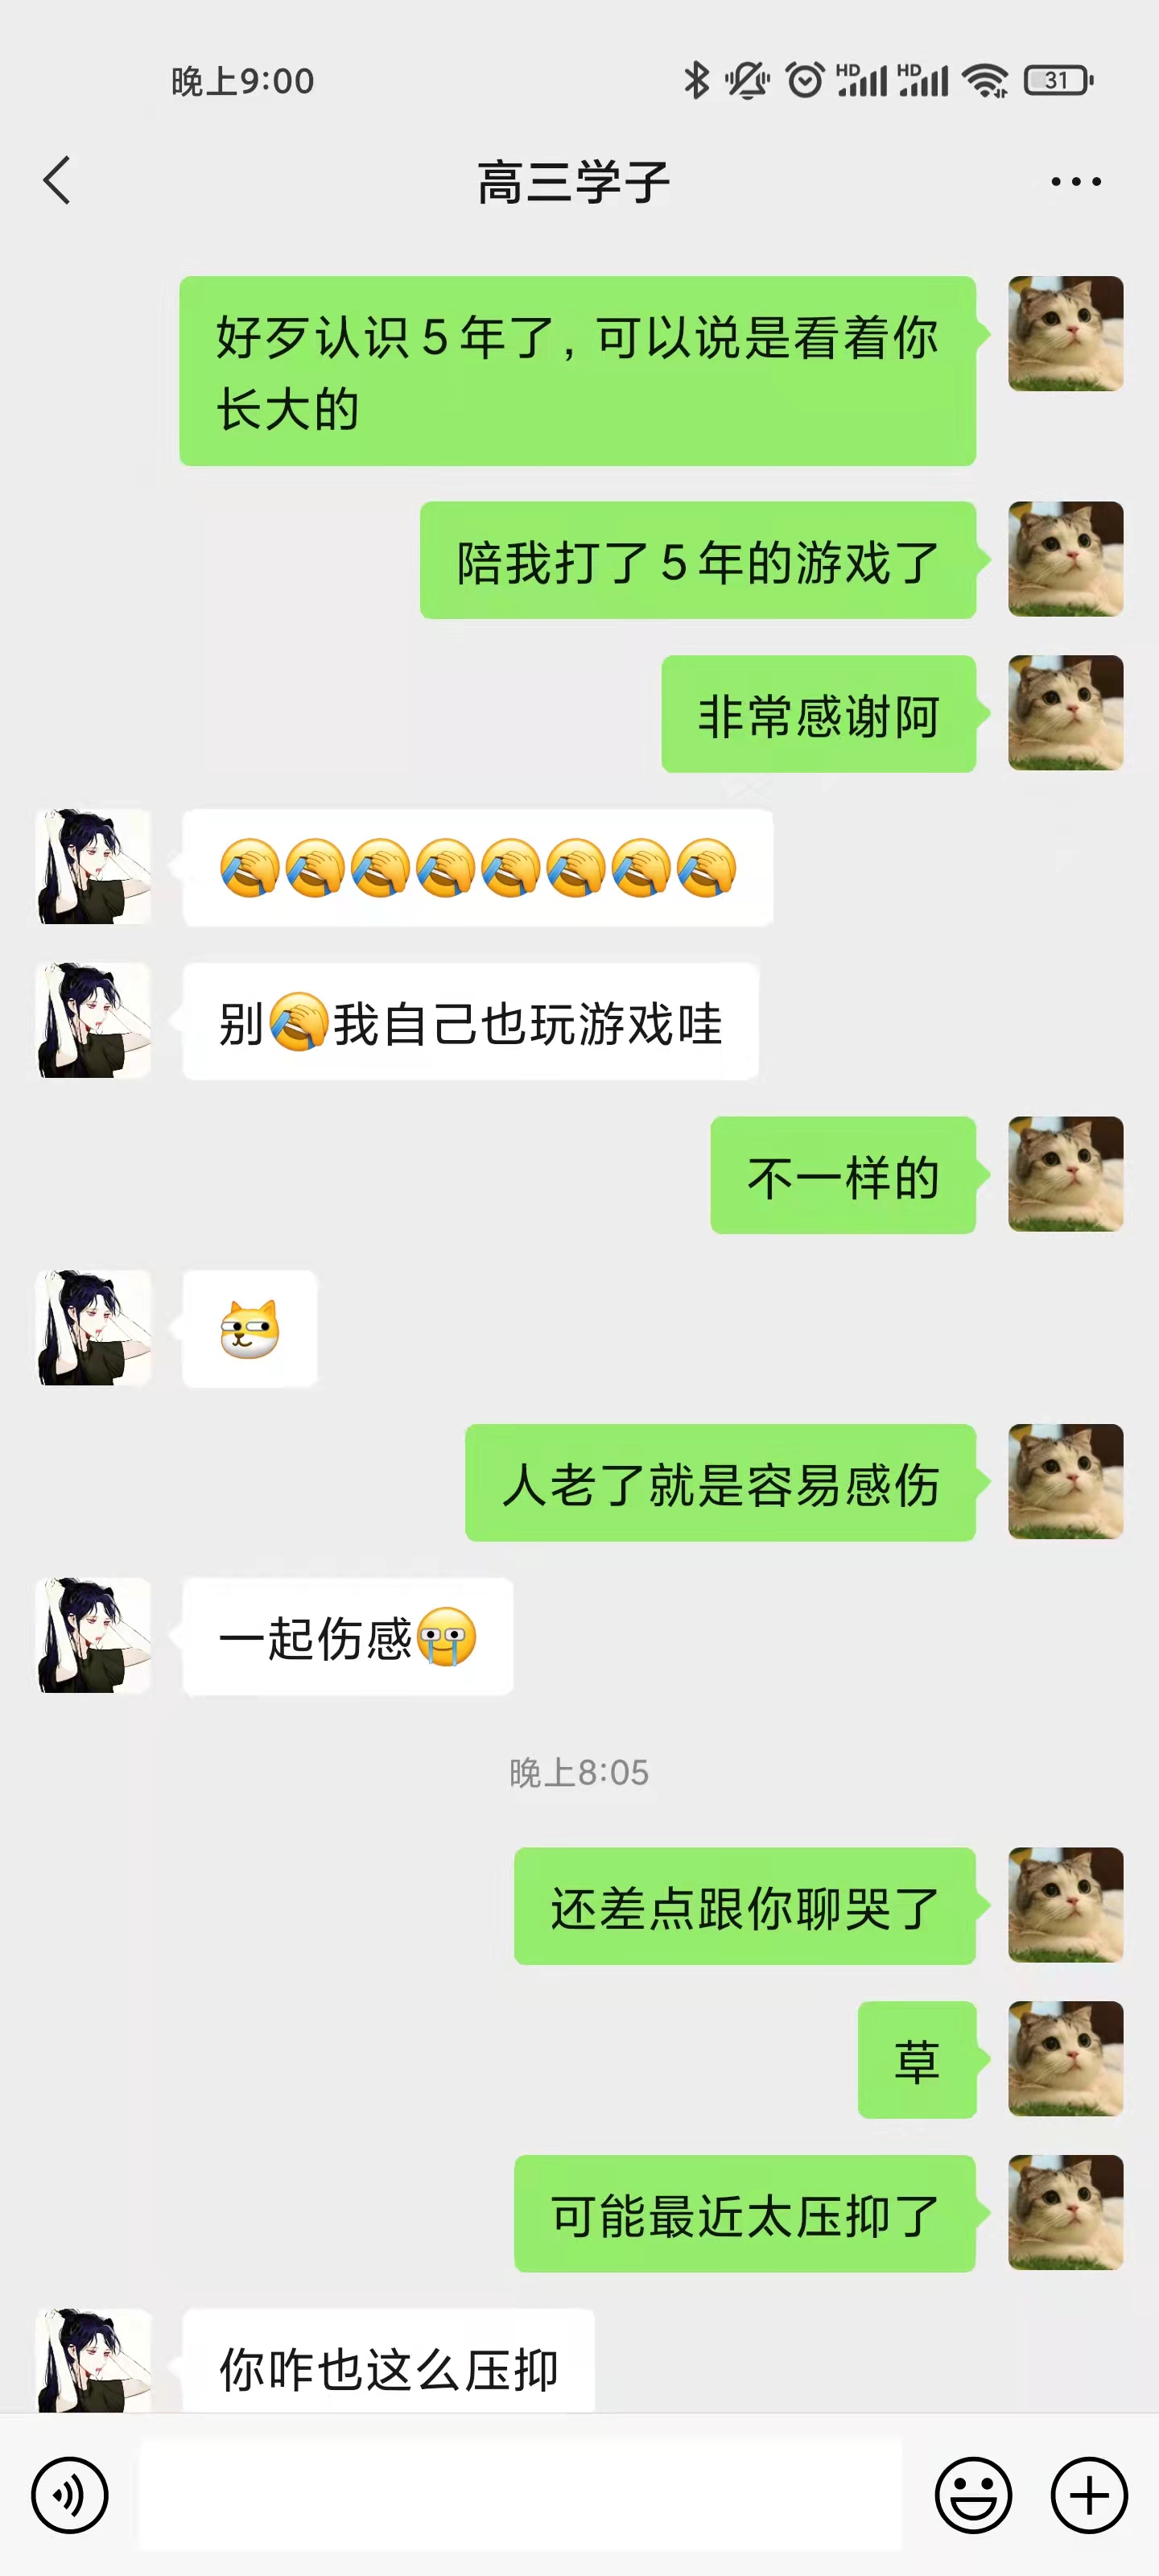 晚上9:00
HD HD 31
高三学子
好歹认识5年了,可以说是看着你
长大的
陪我打了5年的游戏了
非常感谢阿
🤣🤣🤣🤣🤣🤣🤣🤣
别🤣我自己也玩游戏哇
不一样的
人老了就是容易感伤
一起伤感
晚上8:05
还差点跟你聊哭了
草
可能最近太压抑了
你咋也这么压抑